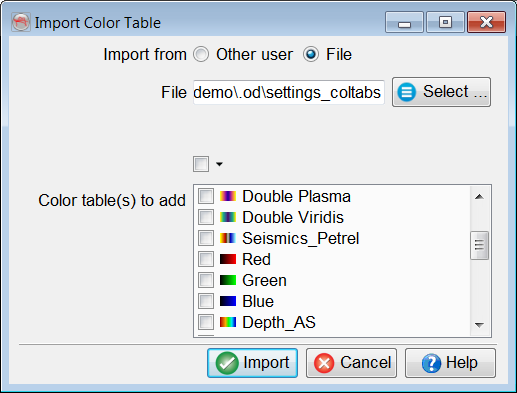 Import Color Table
Import from Other user File
File demo\.od\settings_coltabs Select ...
Color table(s) to add
Double Plasma
Double Viridis
Seismics_Petrel
Red
Green
Blue
Depth_AS
Import Cancel Help